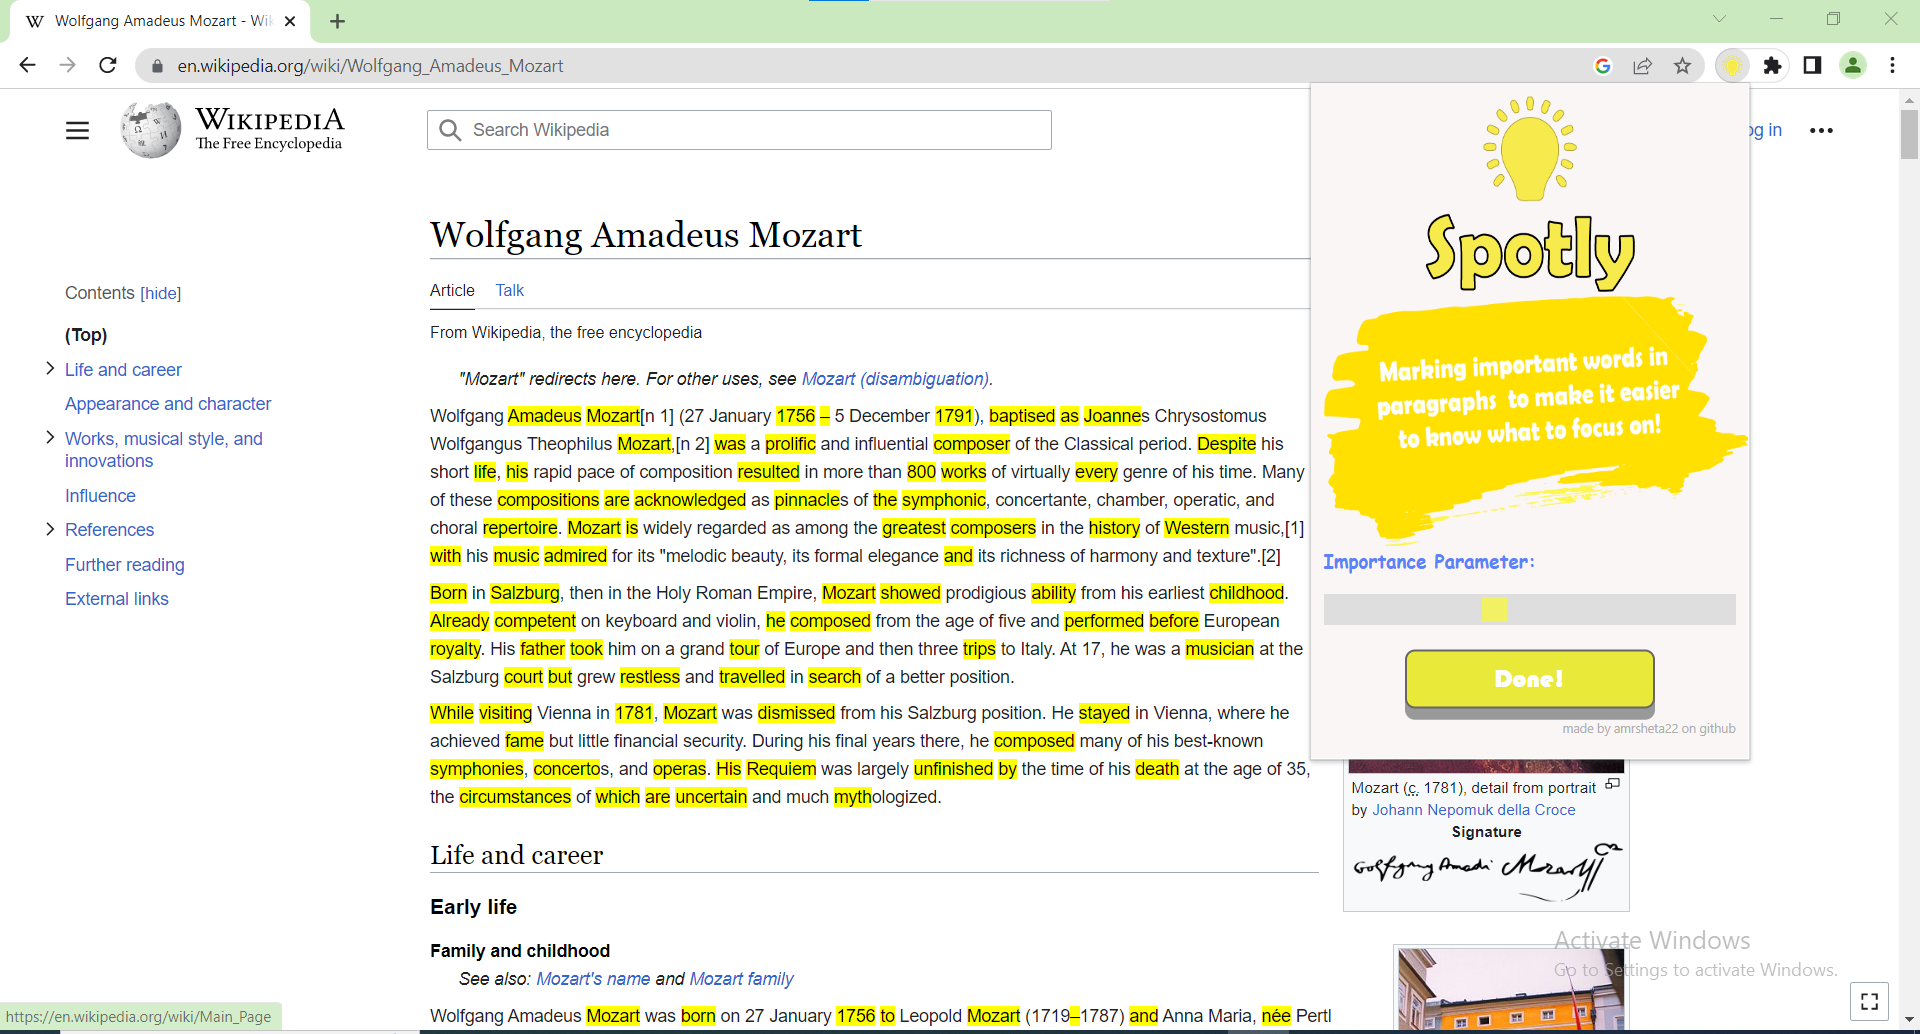 Wolfgang Amadeus Mozart - Wik
en.wikipedia.org/wiki/Wolfgang_Amadeus_Mozart
WIKIPEDIA
The Free Encyclopedia
Search Wikipedia
og in
Wolfgang Amadeus Mozart
Contents [hide]
(Top)
Life and career
Appearance and character
Works, musical style, and
innovations
Influence
References
Further reading
External links
Article Talk
From Wikipedia, the free encyclopedia
"Mozart" redirects here. For other uses, see Mozart (disambiguation).
Wolfgang Amadeus Mozart[n 1] (27 January 1756 – 5 December 1791), baptised as Joannes Chrysostomus
Wolfgangus Theophilus Mozart,[n 2] was a prolific and influential composer of the Classical period. Despite his
short life, his rapid pace of composition resulted in more than 800 works of virtually every genre of his time. Many
of these compositions are acknowledged as pinnacles of the symphonic, concertante, chamber, operatic, and
choral repertoire. Mozart is widely regarded as among the greatest composers in the history of Western music,[1]
with his music admired for its "melodic beauty, its formal elegance and its richness of harmony and texture".[2]
Born in Salzburg, then in the Holy Roman Empire, Mozart showed prodigious ability from his earliest childhood.
Already competent on keyboard and violin, he composed from the age of five and performed before European
royalty. His father took him on a grand tour of Europe and then three trips to Italy. At 17, he was a musician at the
Salzburg court but grew restless and travelled in search of a better position.
While visiting Vienna in 1781, Mozart was dismissed from his Salzburg position. He stayed in Vienna, where he
achieved fame but little financial security. During his final years there, he composed many of his best-known
symphonies, concertos, and operas. His Requiem was largely unfinished by the time of his death at the age of 35,
the circumstances of which are uncertain and much mythologized.
Life and career
Early life
Family and childhood
See also: Mozart's name and Mozart family
Wolfgang Amadeus Mozart was born on 27 January 1756 to Leopold Mozart (1719–1787) and Anna Maria, née Pertl
Spotly
Marking important words in
paragraphs to make it easier
to know what to focus on!
Importance Parameter:
Done!
made by amrsheta22 on github
Mozart (c. 1781), detail from portrait
by Johann Nepomuk della Croce
Signature
Activate Windows
Go to Settings to activate Windows.
https://en.wikipedia.org/wiki/Main_Page